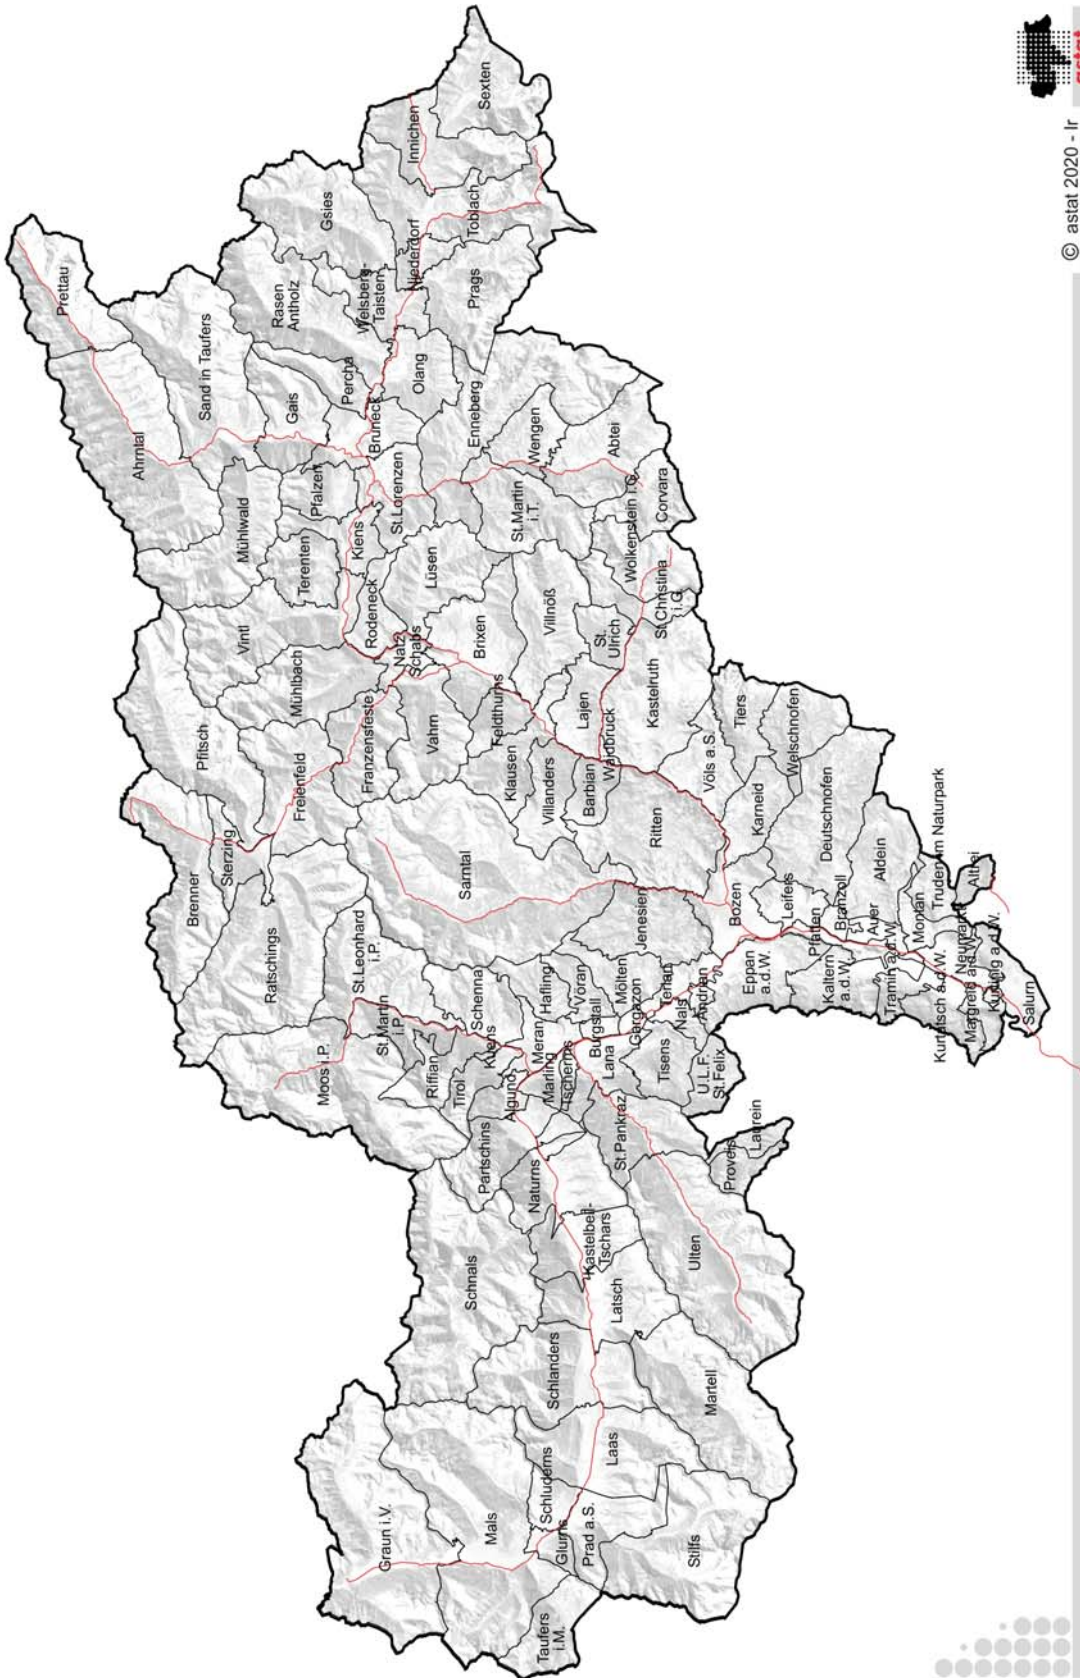 Prettau
Ahrntal
Sand in Taufers
Gsies
Rasen
Antholz
Innichen
Sexten
Toblach
Niederdorf
Welsberg-
Taisten
Prags
Percha
Olang
Gais
Bruneck
Mühlwald
Pfalzen
Terenten
Kiens
St.Lorenzen
Enneberg
Wengen
Abtei
St.Martin
i.T.
Corvara
Wolkenstein i.G.
St.Christina
i.G.
St.
Ulrich
Vintl
Rodeneck
Lüsen
Mühlbach
Natz
Schabs
Brixen
Villnöß
Pfitsch
Freienfeld
Franzensfeste
Vahrn
Feldthurns
Klausen
Lajen
Villanders
Waidbruck
Barbian
Kastelruth
Brenner
Sterzing
Ratschings
Sarntal
Ritten
Völs a.S.
Tiers
Welschnofen
Karneid
Deutschnofen
Aldein
St.Leonhard
i.P.
Moos i.P.
St.Martin
i.P.
Riffian
Tirol
Schenna
Kuens
Hafling
Meran
Vöran
Jenesien
Mölten
Burgstall
Gargazon
Terlan
Bozen
Leifers
Pfatten
Branzoll
Auer
Montan
Truden im Naturpark
Altrei
Neumarkt
Salurn
Kurtinig a.d.W.
Margreid a.d.W.
Kurtatsch a.d.W.
Tramin a.d.W.
Kaltern
a.d.W.
Eppan
a.d.W.
Andrian
Nals
Tisens
U.L.F.
St.Felix
Lana
Tscherms
Marling
Algund
Partschins
Naturns
St.Pankraz
Proveis
Laurein
Ulten
Schnals
Kastelbell-
Tschars
Latsch
Schlanders
Martell
Laas
Graun i.V.
Mals
Schluderns
Glurns
Prad a.S.
Stilfs
Taufers
i.M.
© astat 2020 - lr
astat